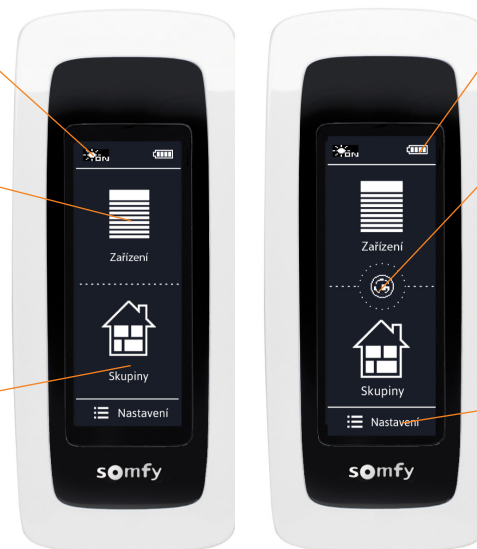 ON
Zařízení
Skupiny
Nastavení
somfy
ON
Zařízení
Skupiny
Nastavení
somfy